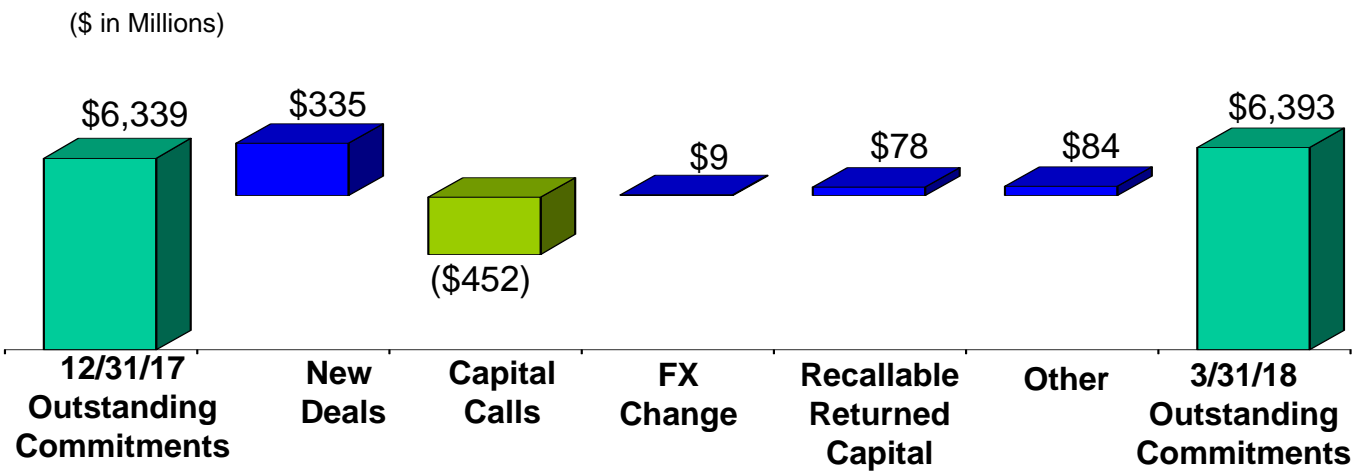 ($ in Millions)
$6,339
$335
($452)
$9
$78
$84
$6,393
12/31/17
Outstanding
Commitments
New
Deals
Capital
Calls
FX
Change
Recallable
Returned
Capital
Other
3/31/18
Outstanding
Commitments